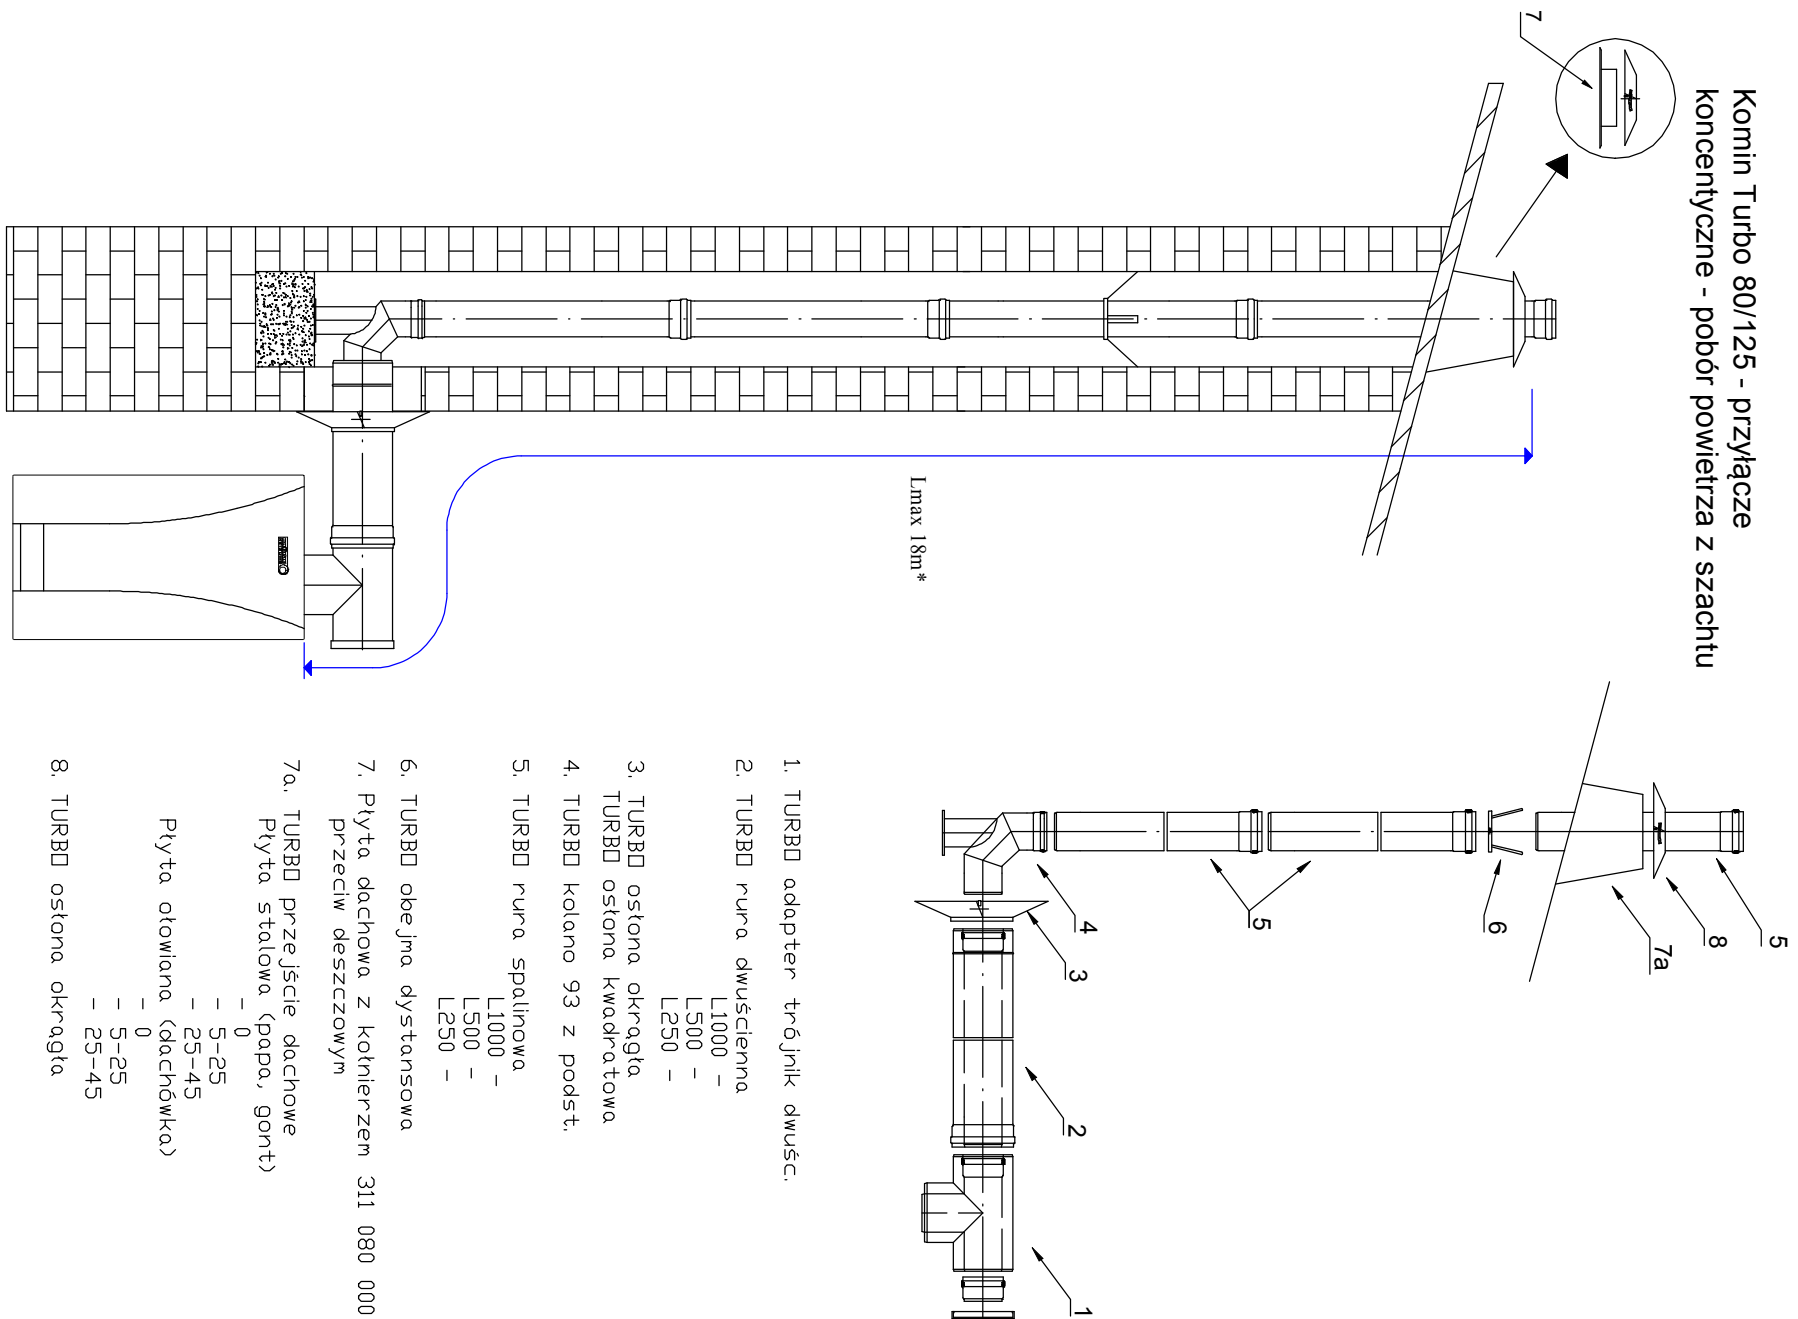 Komin Turbo 80/125 - przyłącze
koncentyczne - pobór powietrza z szachtu
7
Lmax 18m*
5
8
7a
6
5
4
3
2
1
1. TURBO adapter trójnik dwuśc.
2. TURBO rura dwuścienna
L1000 -
L500 -
L250 -
3. TURBO osłona okrągła
TURBO osłona kwadratowa
4. TURBO kolano 93 z podst.
5. TURBO rura spalinowa
L1000 -
L500 -
L250 -
6. TURBO obejma dystansowa
7. Płyta dachowa z kołnierzem 311 080 000
przeciw deszczowym
7a. TURBO przejście dachowe
Płyta stalowa (papa, gont)
- 0
- 5-25
- 25-45
Płyta ołowiana (dachówka)
- 0
- 5-25
- 25-45
8. TURBO osłona okrągła